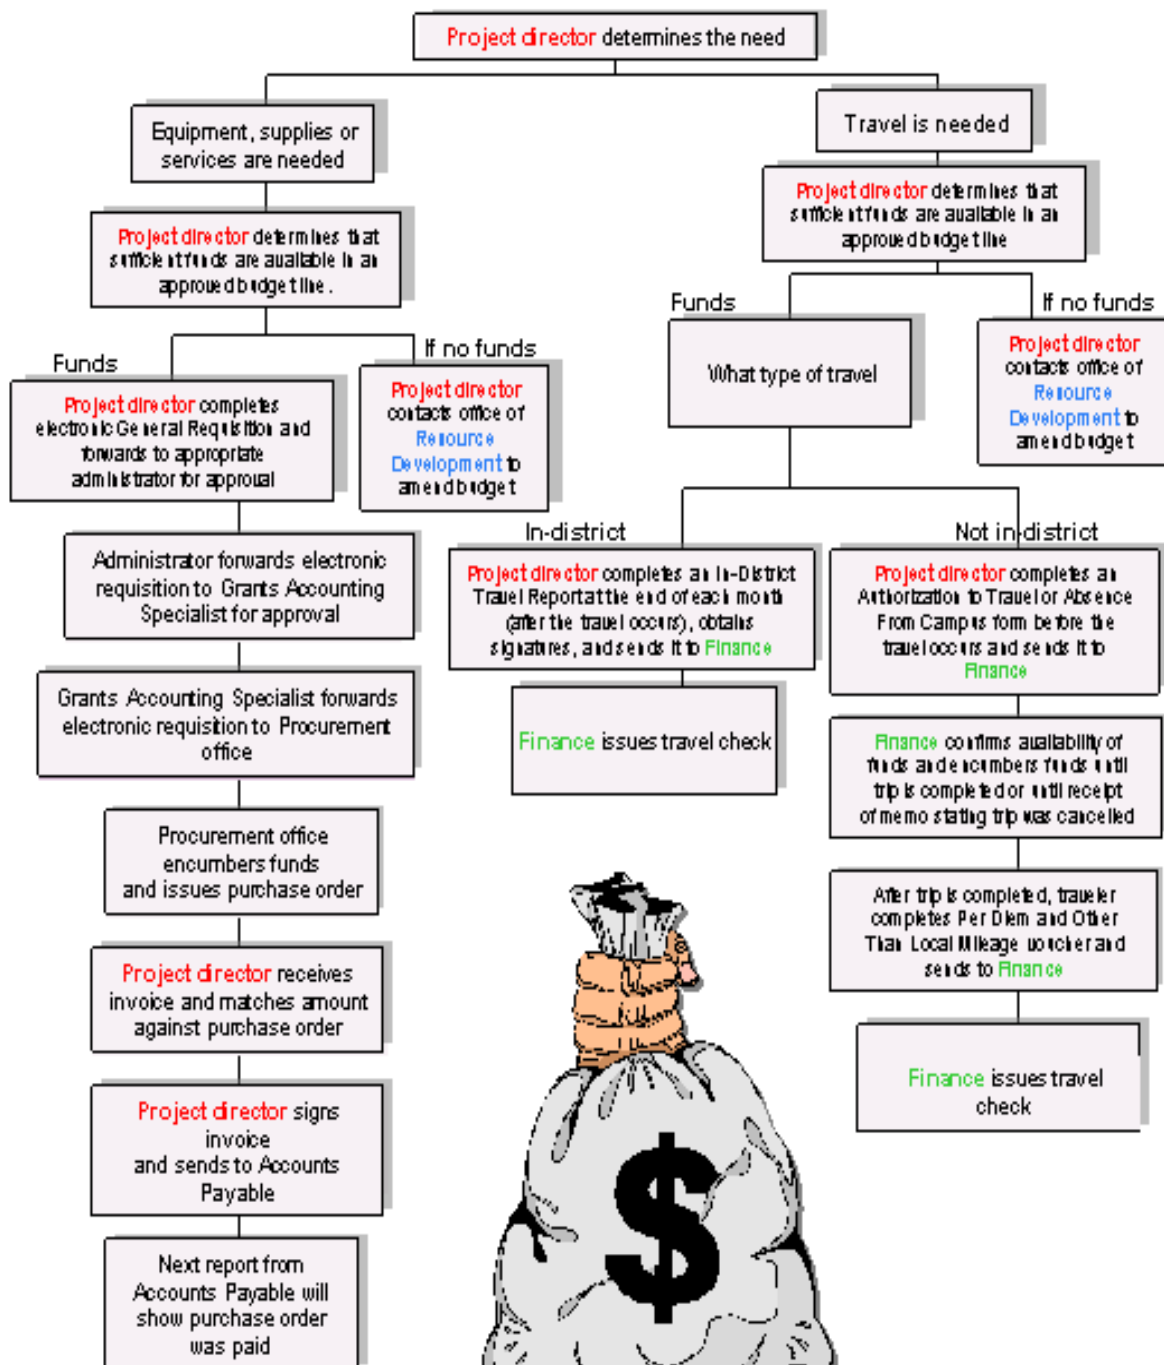 Project director determines the need
Equipment, supplies or
services are needed
Travel is needed
Project director determines that
sufficient funds are available in an
approved budget line.
Project director determines that
sufficient funds are available in an
approved budget line
Funds
If no funds
Funds
If no funds
Project director completes
electronic General Requisition and
forwards to appropriate
administrator for approval
Project director
contacts office of
Resource
Development to
amend budget
What type of travel
Project director
contacts office of
Resource
Development to
amend budget
Administrator forwards electronic
requisition to Grants Accounting
Specialist for approval
In-district
Not in-district
Project director completes an In-District
Travel Report at the end of each month
(after the travel occurs), obtains
signatures, and sends it to Finance
Project director completes an
Authorization to Travel or Absence
From Campus form before the
travel occurs and sends it to
Finance
Grants Accounting Specialist forwards
electronic requisition to Procurement
office
Finance issues travel check
Finance confirms availability of
funds and encumbers funds until
trip is completed or until receipt
of memo stating trip was cancelled
Procurement office
encumbers funds
and issues purchase order
After trip is completed, traveler
completes Per Diem and Other
Than Local Mileage voucher and
sends to Finance
Project director receives
invoice and matches amount
against purchase order
Finance issues travel
check
Project director signs
invoice
and sends to Accounts
Payable
Next report from
Accounts Payable will
show purchase order
was paid
$